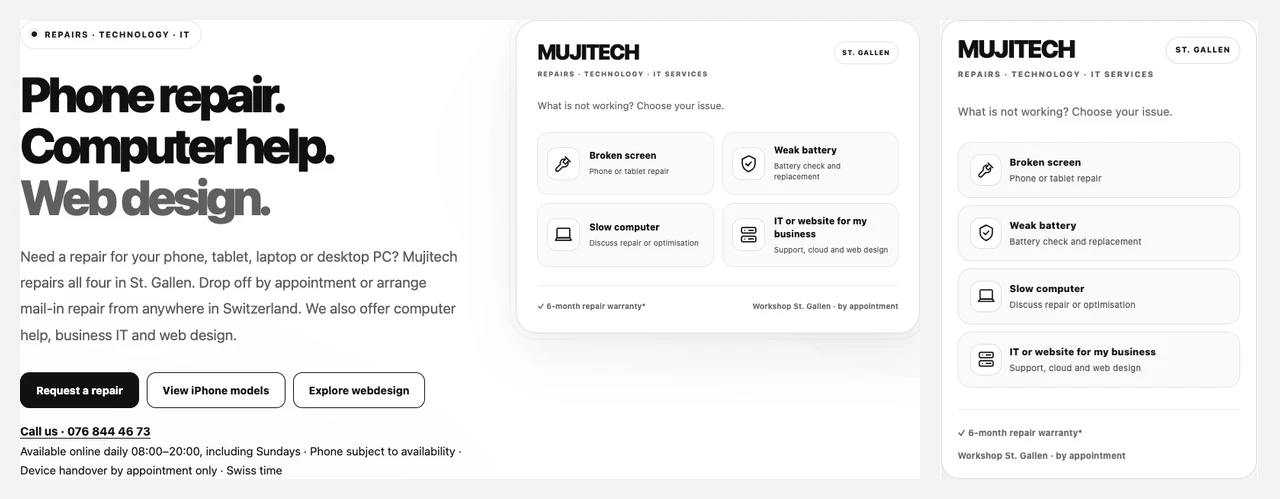 REPAIRS · TECHNOLOGY · IT
Phone repair.
Computer help.
Web design.
Need a repair for your phone, tablet, laptop or desktop PC? Mujitech
repairs all four in St. Gallen. Drop off by appointment or arrange
mail-in repair from anywhere in Switzerland. We also offer computer
help, business IT and web design.
Request a repair
View iPhone models
Explore webdesign
Call us · 076 844 46 73
Available online daily 08:00–20:00, including Sundays · Phone subject to availability ·
Device handover by appointment only · Swiss time
MUJITECH
ST. GALLEN
REPAIRS · TECHNOLOGY · IT SERVICES
What is not working? Choose your issue.
Broken screen
Phone or tablet repair
Weak battery
Battery check and
replacement
Slow computer
Discuss repair or optimisation
IT or website for my
business
Support, cloud and web design
✓ 6-month repair warranty*
Workshop St. Gallen · by appointment
MUJITECH
ST. GALLEN
REPAIRS · TECHNOLOGY · IT SERVICES
What is not working? Choose your issue.
Broken screen
Phone or tablet repair
Weak battery
Battery check and replacement
Slow computer
Discuss repair or optimisation
IT or website for my business
Support, cloud and web design
✓ 6-month repair warranty*
Workshop St. Gallen · by appointment